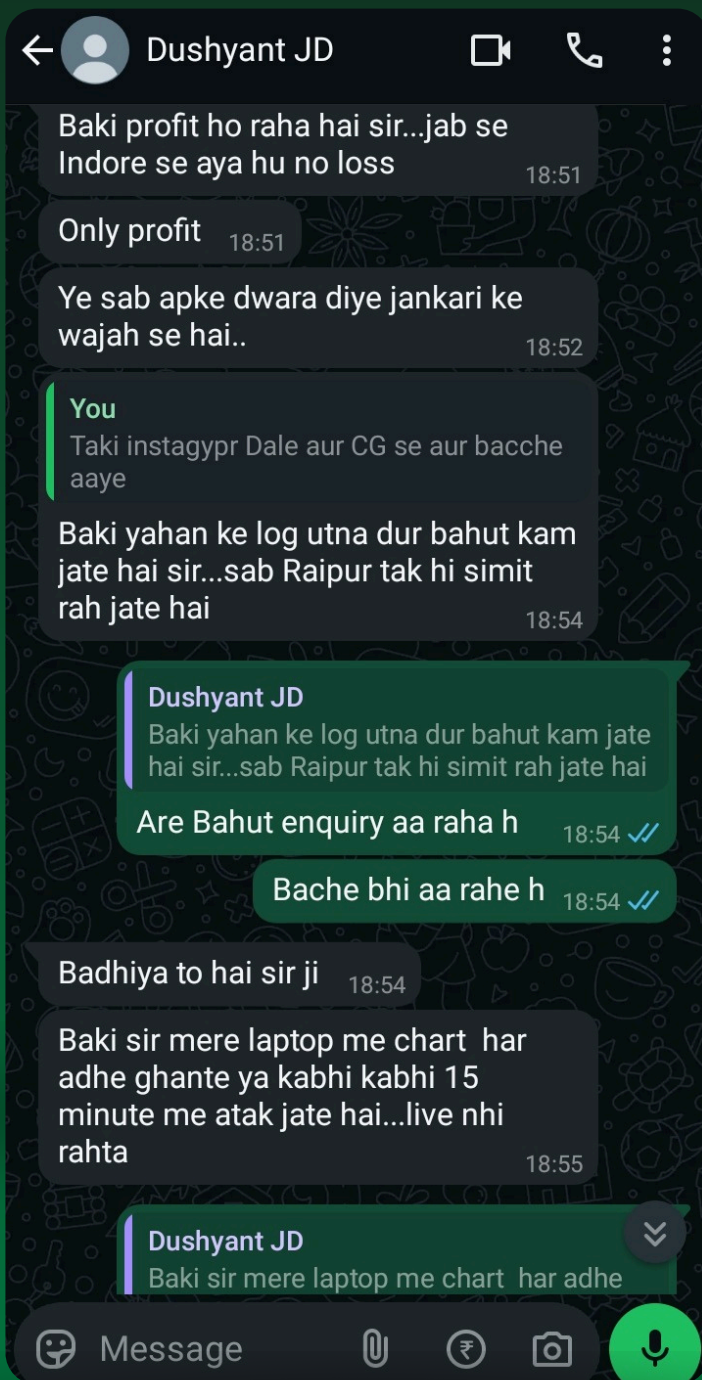 Dushyant JD
Baki profit ho raha hai sir...jab se
Indore se aya hu no loss
18:51
Only profit 18:51
Ye sab apke dwara diye jankari ke
wajah se hai..
18:52
You
Taki instagypr Dale aur CG se aur bacche
aaye
Baki yahan ke log utna dur bahut kam
jate hai sir...sab Raipur tak hi simit
rah jate hai
18:54
Dushyant JD
Baki yahan ke log utna dur bahut kam jate
hai sir...sab Raipur tak hi simit rah jate hai
Are Bahut enquiry aa raha h 18:54
Bache bhi aa rahe h 18:54
Badhiya to hai sir ji 18:54
Baki sir mere laptop me chart har
adhe ghante ya kabhi kabhi 15
minute me atak jate hai...live nhi
rahta
18:55
Dushyant JD
Baki sir mere laptop me chart har adhe
Message